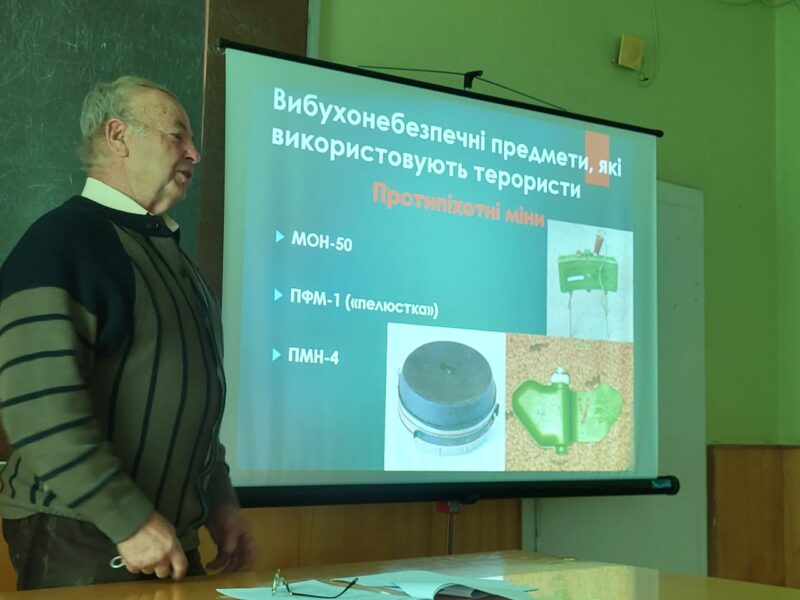 Вибухонебезпечні предмети, які
використовують терористи
Протипіхотні міни
МОН-50
ПФМ-1 («пелюстка»)
ПМН-4